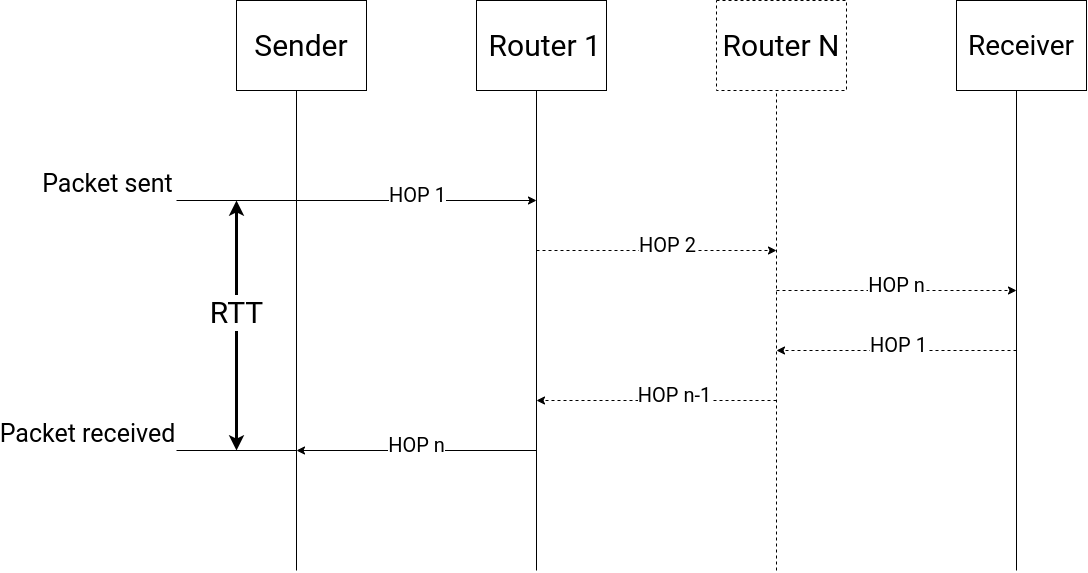 Sender
Router 1
Router N
Receiver
Packet sent
HOP 1
HOP 2
HOP n
RTT
HOP 1
HOP n-1
Packet received
HOP n